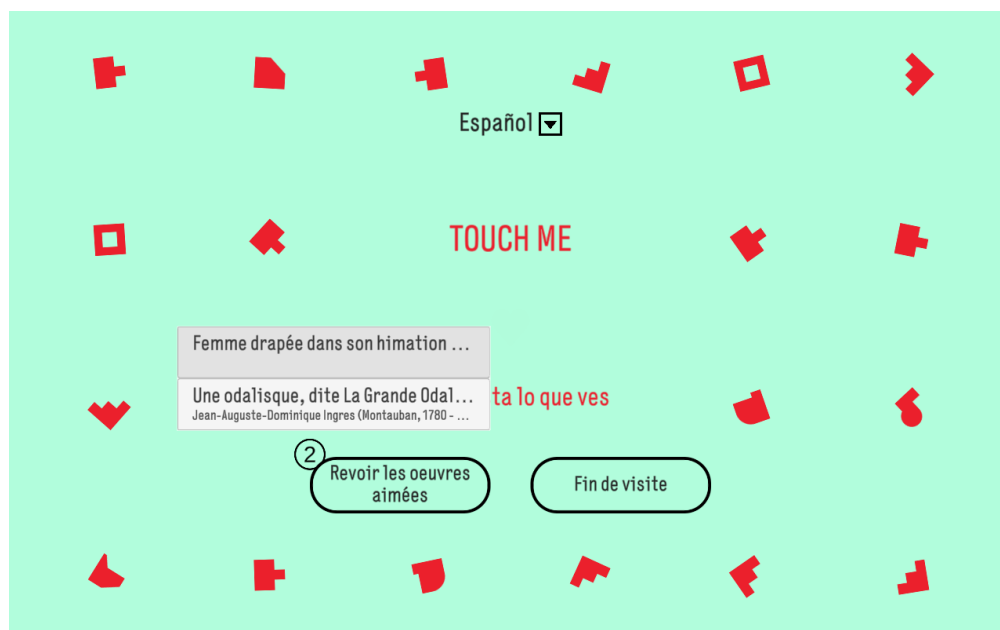 Español
TOUCH ME
Femme drapée dans son himation ...
Une odalisque, dite La Grande Odal...
Jean-Auguste-Dominique Ingres (Montauban, 1780 - ...
ta lo que ves
2
Revoir les oeuvres
aimées
Fin de visite